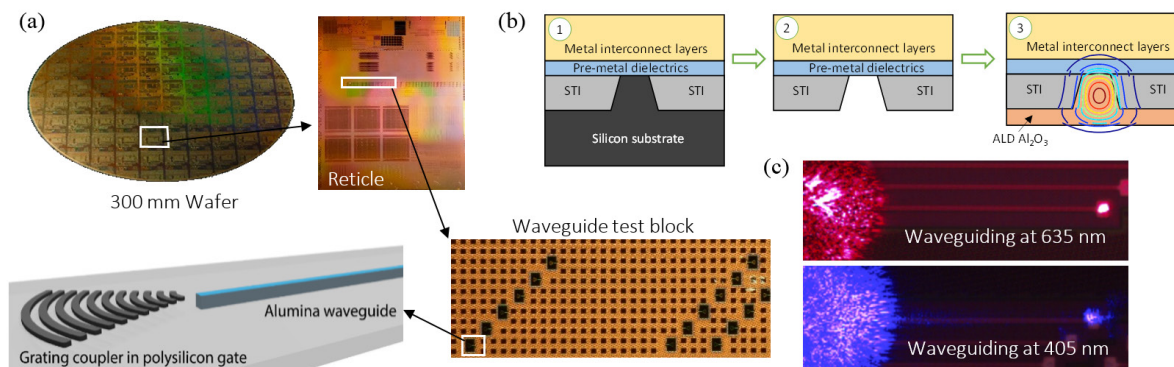 (a)
300 mm Wafer
Reticle
Waveguide test block
Alumina waveguide
Grating coupler in polysilicon gate
(b)
1
Metal interconnect layers
Pre-metal dielectrics
STI
STI
Silicon substrate
2
Metal interconnect layers
Pre-metal dielectrics
STI
STI
3
Metal interconnect layers
STI
STI
ALD Al₂O₃
(c)
Waveguiding at 635 nm
Waveguiding at 405 nm